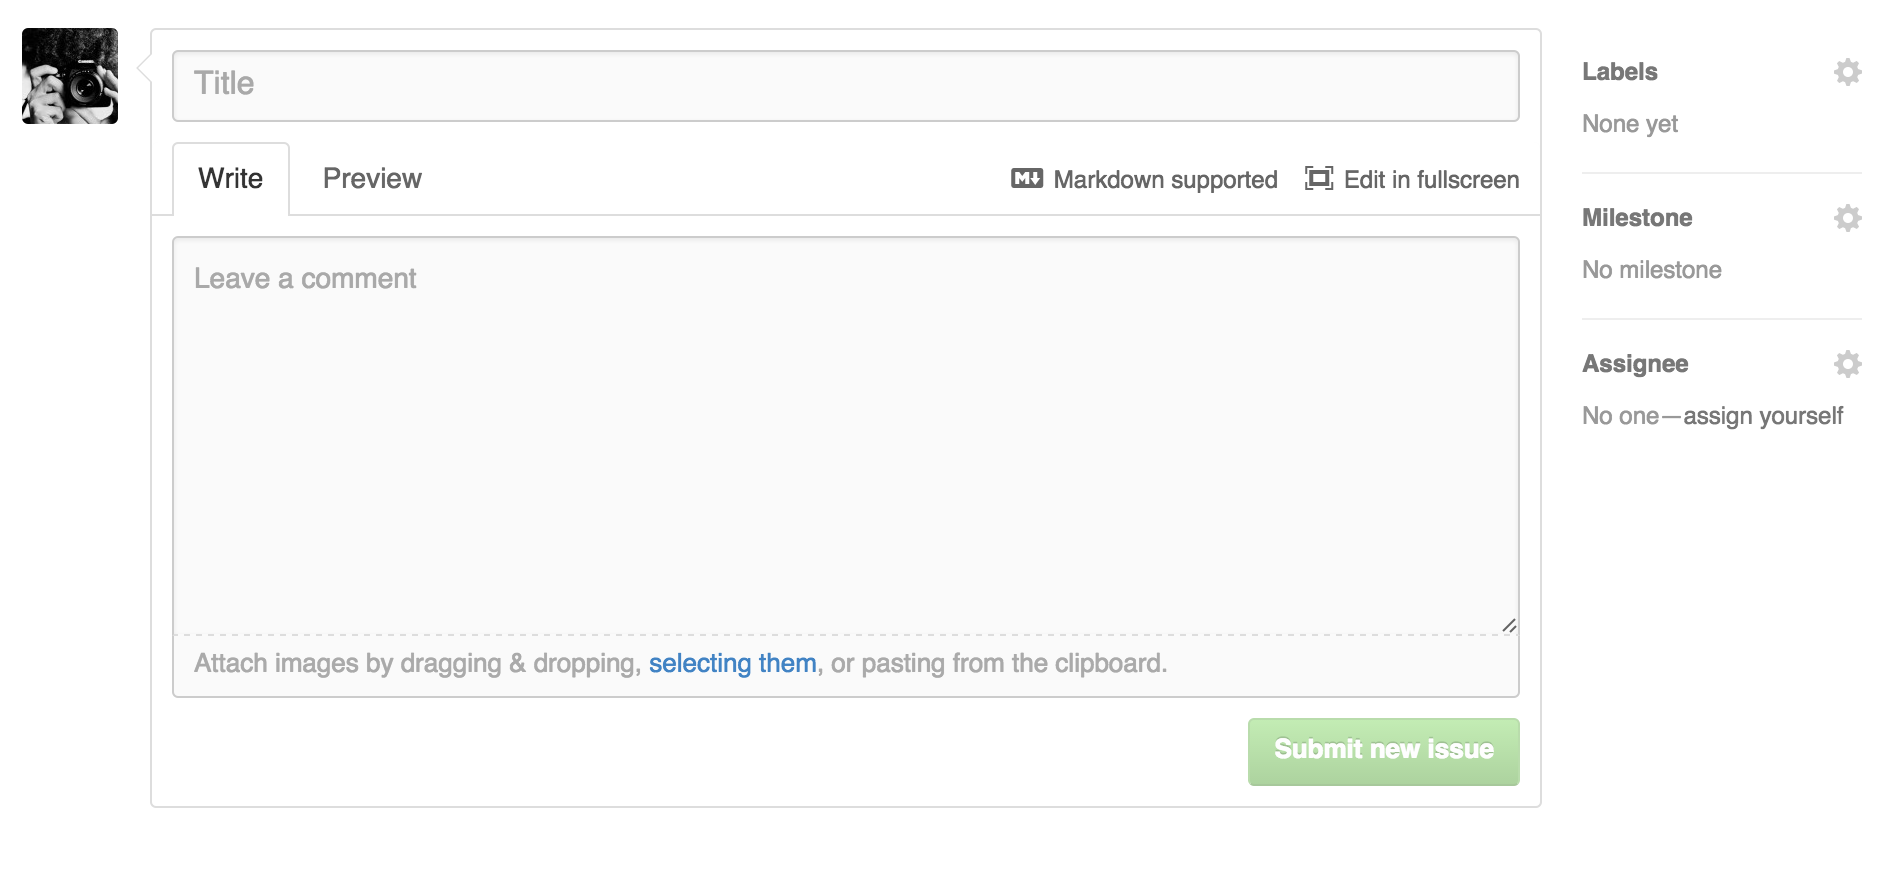 Title
Write
Preview
Markdown supported
Edit in fullscreen
Leave a comment
Attach images by dragging & dropping, selecting them, or pasting from the clipboard.
Submit new issue
Labels
None yet
Milestone
No milestone
Assignee
No one—assign yourself